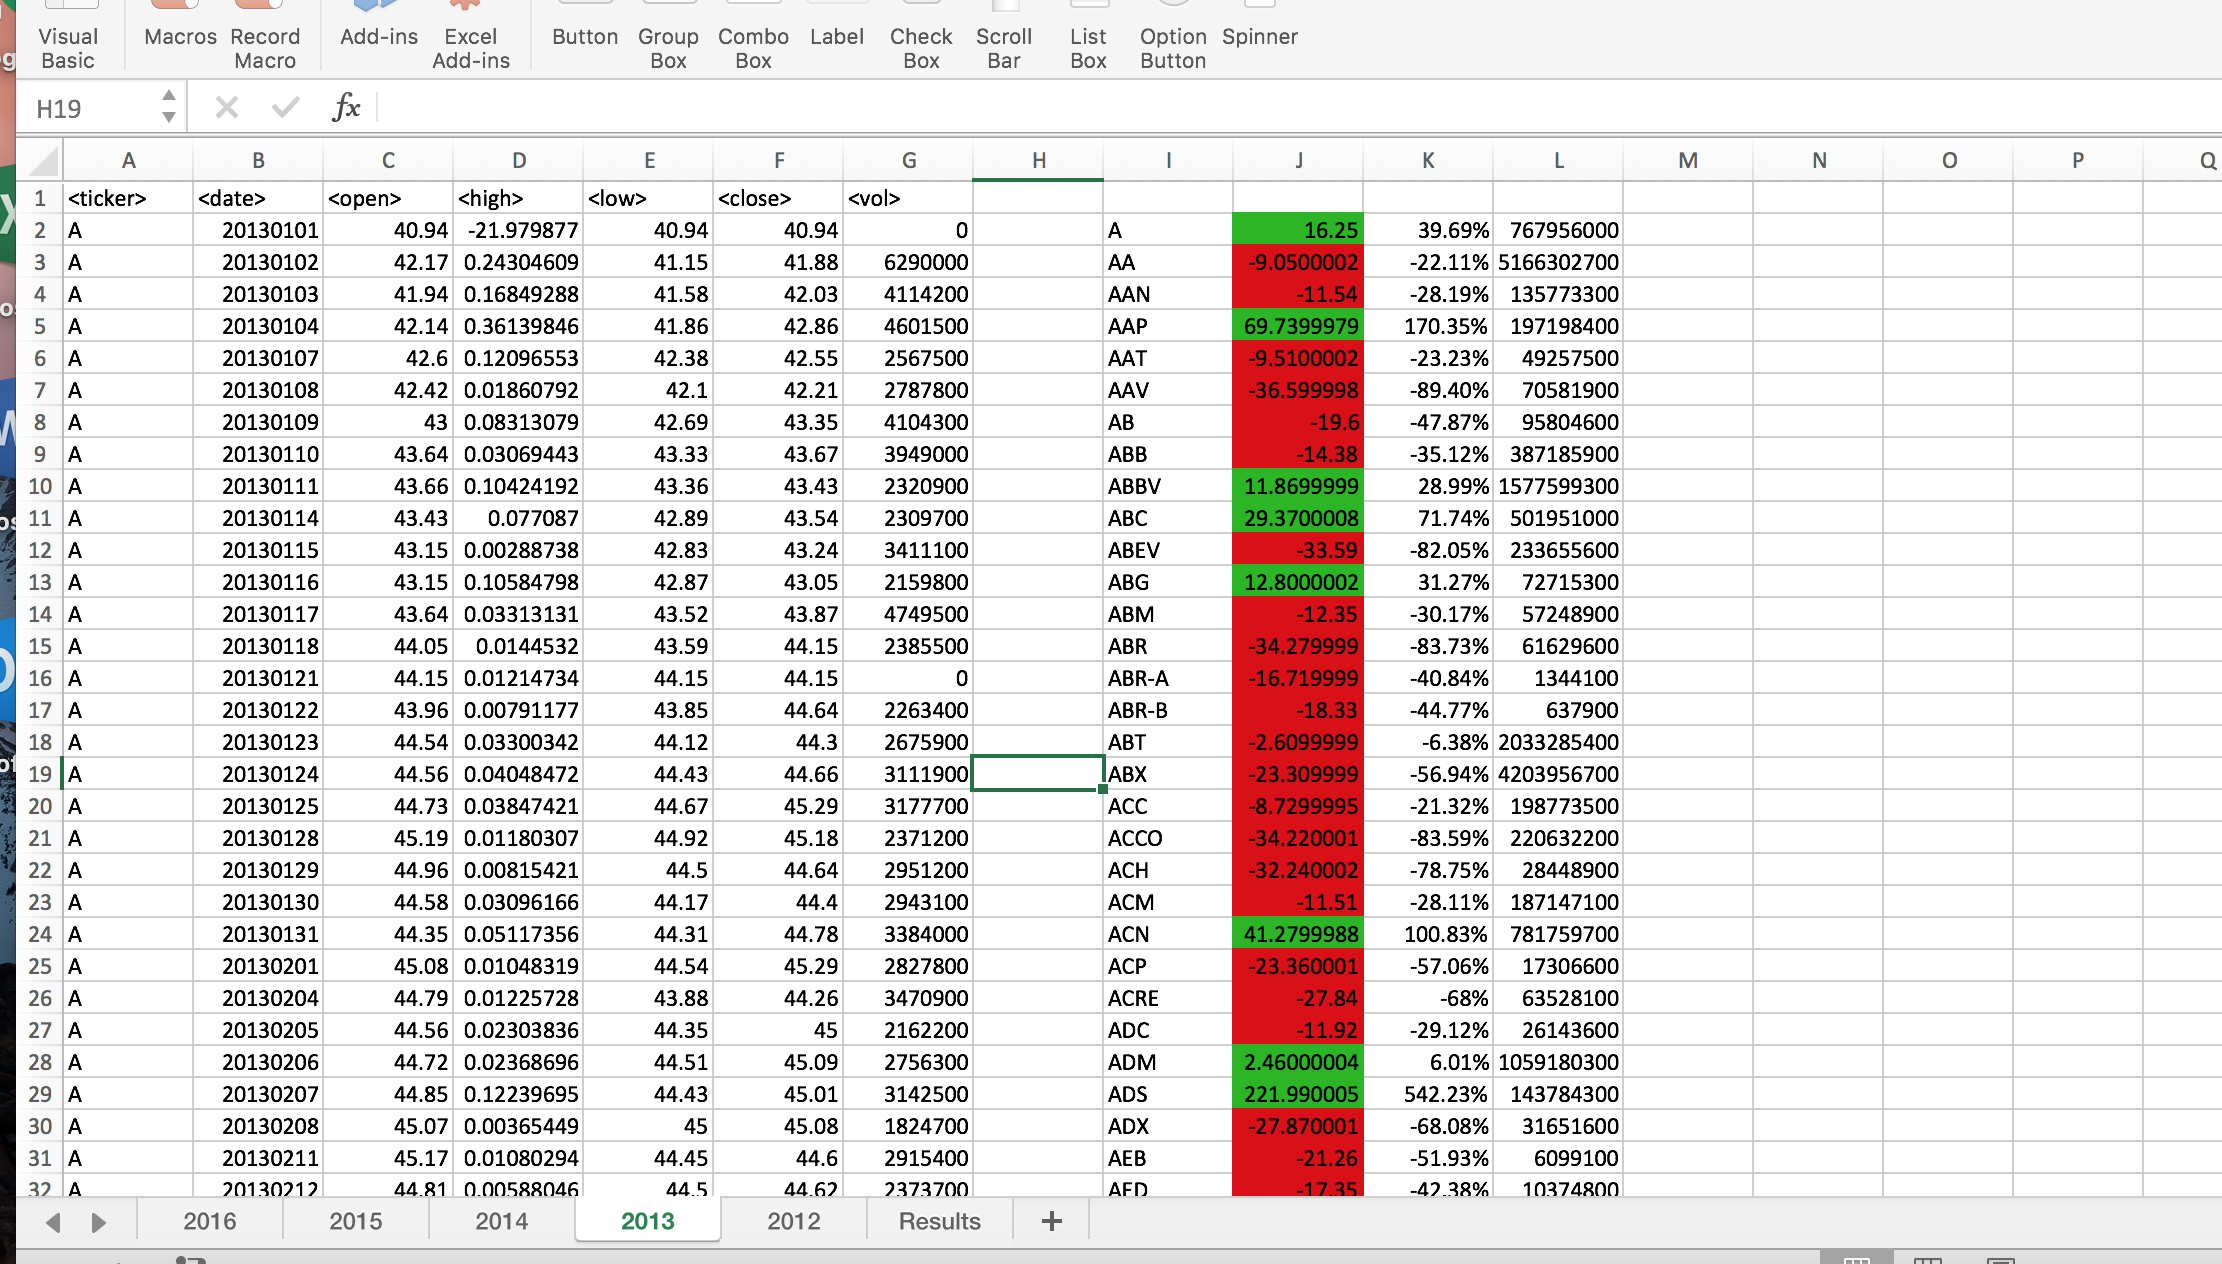 Visual Basic Macros Record Macro Add-ins Excel Add-ins Button Group Box Combo Box Label Check Box Scroll Bar List Box Option Button Spinner
H19 fx
A B C D E F G H I J K L M N O P Q
1 <ticker> <date> <open> <high> <low> <close> <vol>
2 A 20130101 40.94 -21.979877 40.94 40.94 0 A 16.25 39.69% 767956000
3 A 20130102 42.17 0.24304609 41.15 41.88 6290000 AA -9.0500002 -22.11% 5166302700
4 A 20130103 41.94 0.16849288 41.58 42.03 4114200 AAN -11.54 -28.19% 135773300
5 A 20130104 42.14 0.36139846 41.86 42.86 4601500 AAP 69.7399979 170.35% 197198400
6 A 20130107 42.6 0.12096553 42.38 42.55 2567500 AAT -9.5100002 -23.23% 49257500
7 A 20130108 42.42 0.01860792 42.1 42.21 2787800 AAV -36.599998 -89.40% 70581900
8 A 20130109 43 0.08313079 42.69 43.35 4104300 AB -19.6 -47.87% 95804600
9 A 20130110 43.64 0.03069443 43.33 43.67 3949000 ABB -14.38 -35.12% 387185900
10 A 20130111 43.66 0.10424192 43.36 43.43 2320900 ABBV 11.8699999 28.99% 1577599300
11 A 20130114 43.43 0.077087 42.89 43.54 2309700 ABC 29.3700008 71.74% 501951000
12 A 20130115 43.15 0.00288738 42.83 43.24 3411100 ABEV -33.59 -82.05% 233655600
13 A 20130116 43.15 0.10584798 42.87 43.05 2159800 ABG 12.8000002 31.27% 72715300
14 A 20130117 43.64 0.03313131 43.52 43.87 4749500 ABM -12.35 -30.17% 57248900
15 A 20130118 44.05 0.0144532 43.59 44.15 2385500 ABR -34.279999 -83.73% 61629600
16 A 20130121 44.15 0.01214734 44.15 44.15 0 ABR-A -16.719999 -40.84% 1344100
17 A 20130122 43.96 0.00791177 43.85 44.64 2263400 ABR-B -18.33 -44.77% 637900
18 A 20130123 44.54 0.03300342 44.12 44.3 2675900 ABT -2.6099999 -6.38% 2033285400
19 A 20130124 44.56 0.04048472 44.43 44.66 3111900 ABX -23.309999 -56.94% 4203956700
20 A 20130125 44.73 0.03847421 44.67 45.29 3177700 ACC -8.7299995 -21.32% 198773500
21 A 20130128 45.19 0.01180307 44.92 45.18 2371200 ACCO -34.220001 -83.59% 220632200
22 A 20130129 44.96 0.00815421 44.5 44.64 2951200 ACH -32.240002 -78.75% 28448900
23 A 20130130 44.58 0.03096166 44.17 44.4 2943100 ACM -11.51 -28.11% 187147100
24 A 20130131 44.35 0.05117356 44.31 44.78 3384000 ACN 41.2799988 100.83% 781759700
25 A 20130201 45.08 0.01048319 44.54 45.29 2827800 ACP -23.360001 -57.06% 17306600
26 A 20130204 44.79 0.01225728 43.88 44.26 3470900 ACRE -27.84 -68% 63528100
27 A 20130205 44.56 0.02303836 44.35 45 2162200 ADC -11.92 -29.12% 26143600
28 A 20130206 44.72 0.02368696 44.51 45.09 2756300 ADM 2.46000004 6.01% 1059180300
29 A 20130207 44.85 0.12239695 44.43 45.01 3142500 ADS 221.990005 542.23% 143784300
30 A 20130208 45.07 0.00365449 45 45.08 1824700 ADX -27.870001 -68.08% 31651600
31 A 20130211 45.17 0.01080294 44.45 44.6 2915400 AEB -21.26 -51.93% 6099100
32 A 20130212 44.81 0.00588046 44.5 44.62 2373700 AED -17.35 -42.38% 10374800
2016 2015 2014 2013 2012 Results +